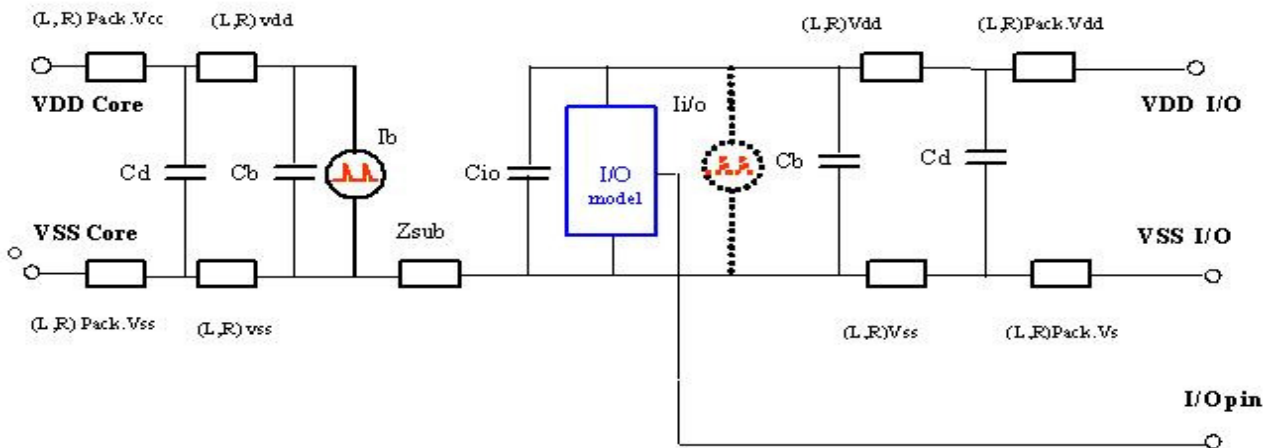 (L,R) Pack.Vcc
(L,R) vdd
(L,R)Vdd
(L,R)Pack.Vdd
VDD Core
VDD I/O
Ib
Ii/o
Cd
Cb
Cio
I/O
model
Cb
Cd
VSS Core
Zsub
VSS I/O
(L,R) Pack.Vss
(L,R) vss
(L,R)Vss
(L,R)Pack.Vs
I/O pin